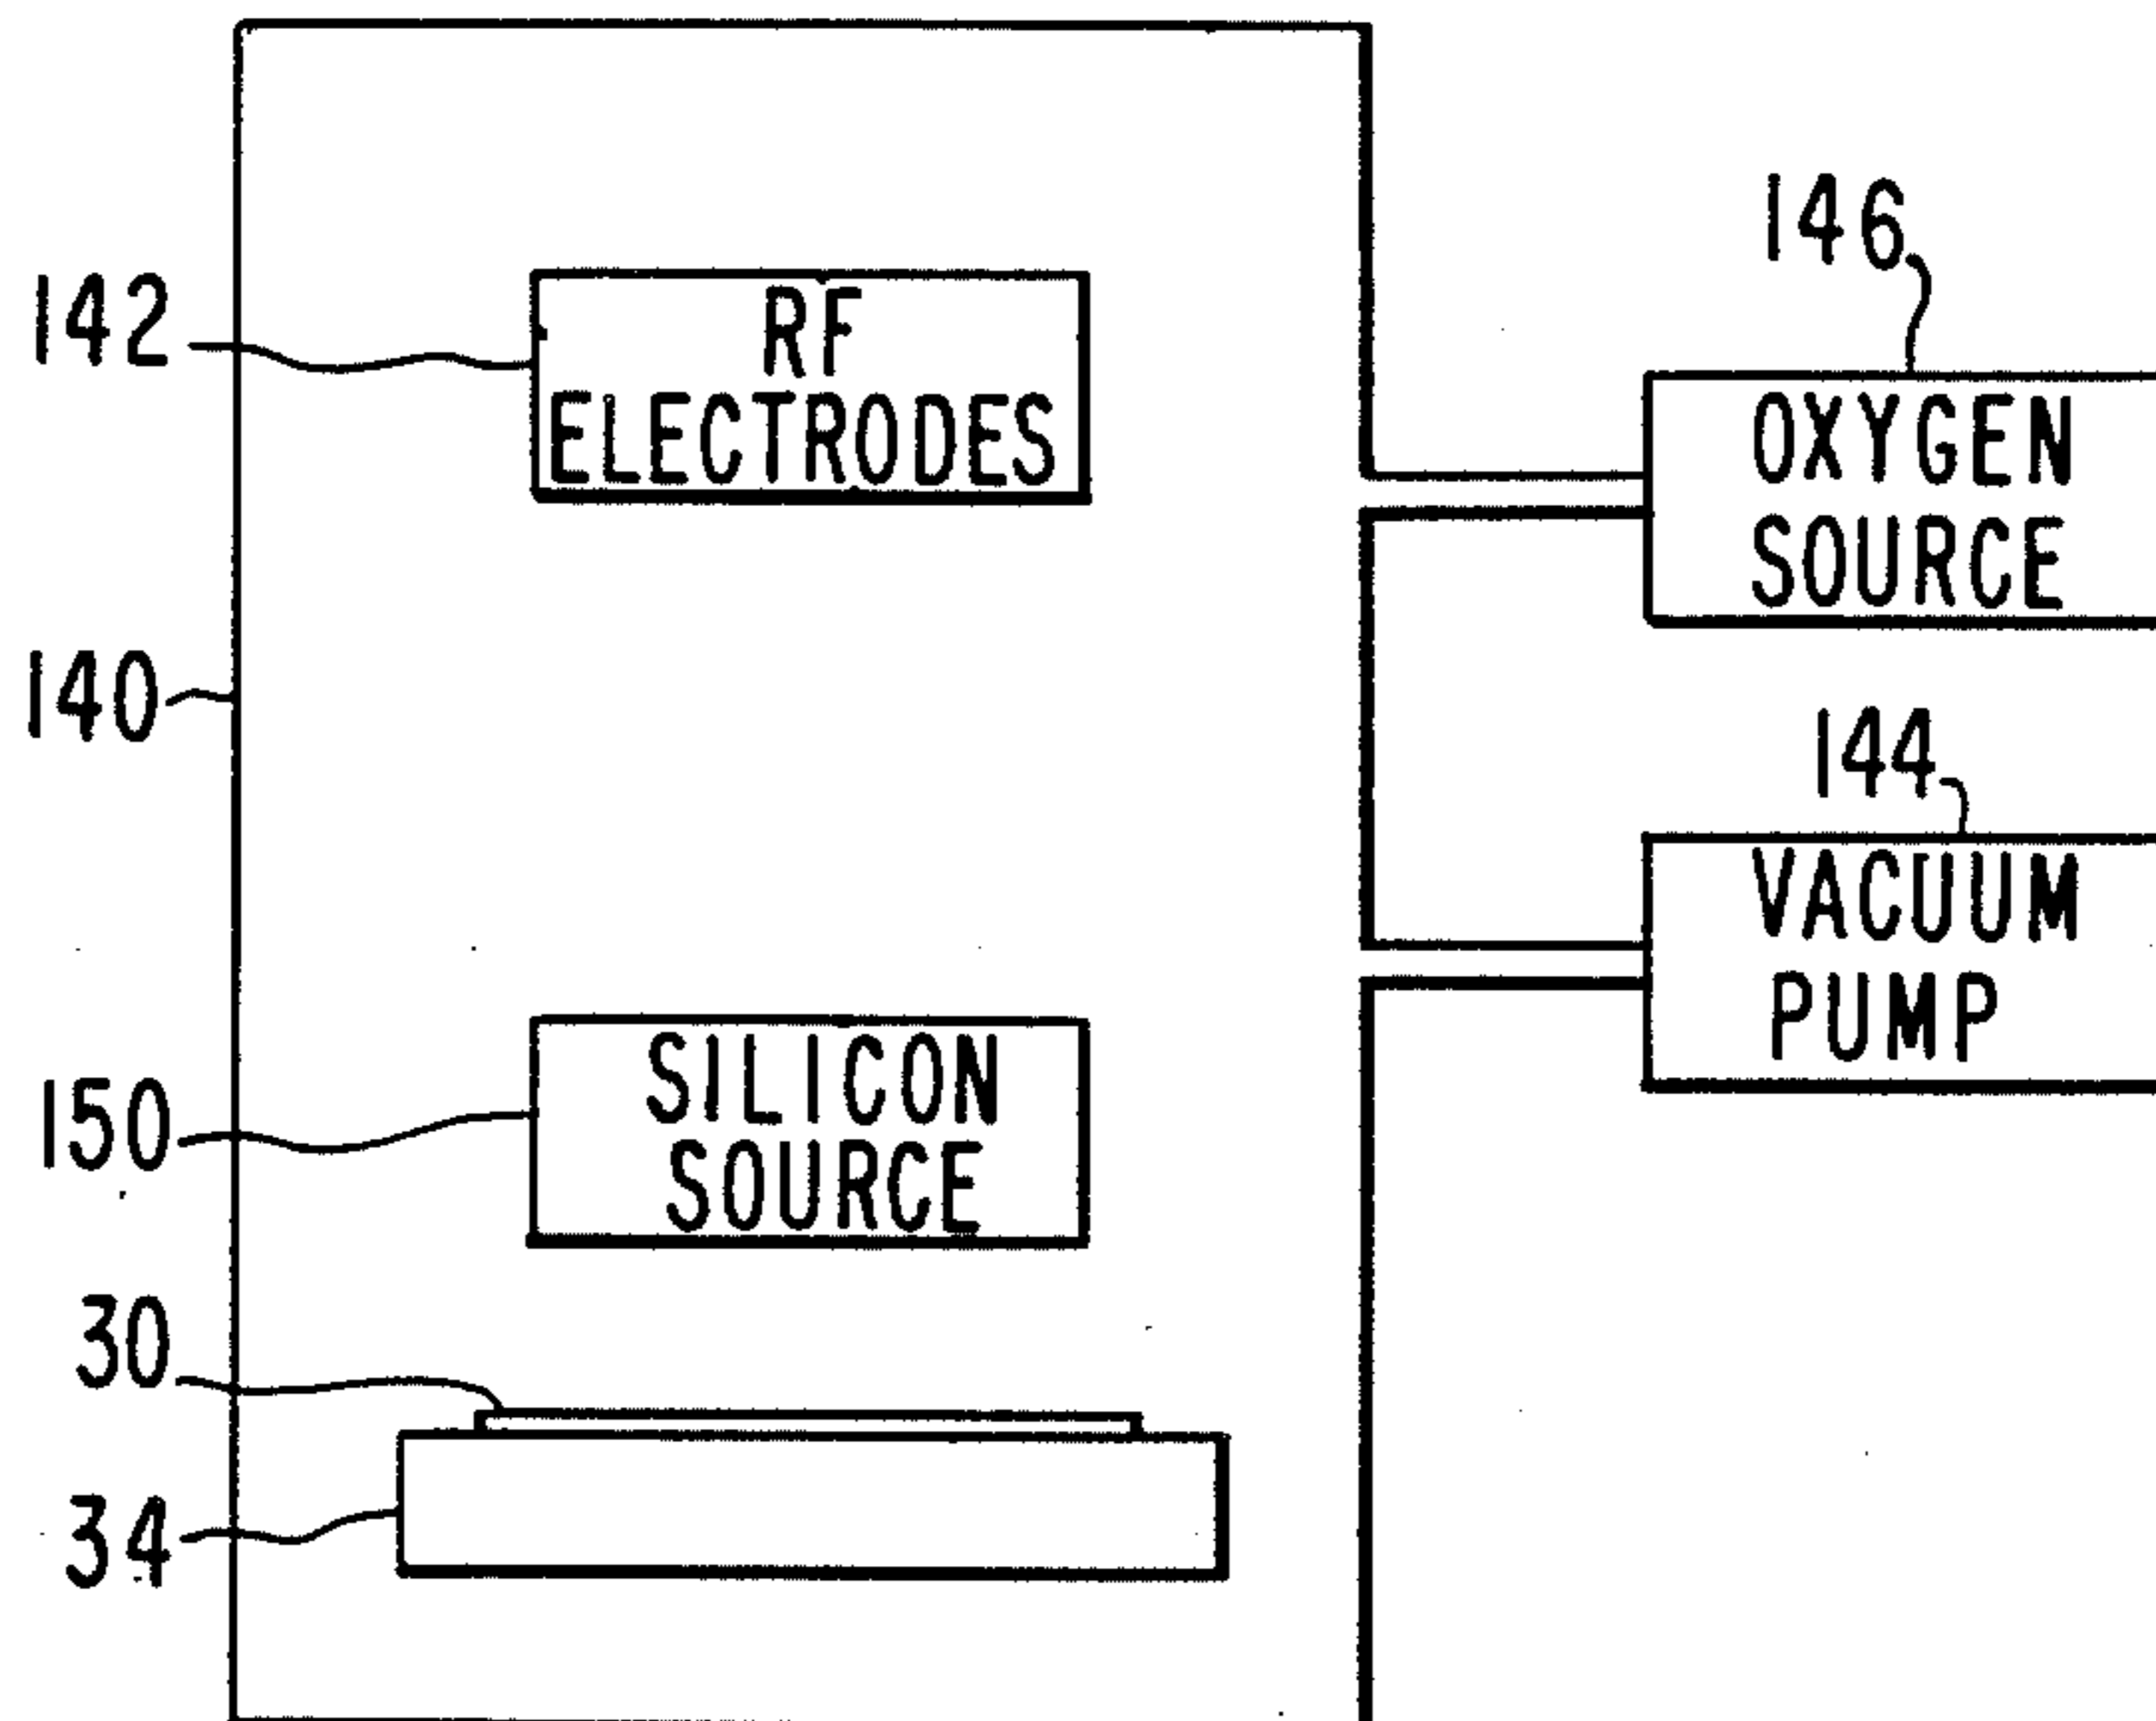 146
142
RF
ELECTRODES
OXYGEN
SOURCE
140
144
VACUUM
PUMP
150
SILICON
SOURCE
30
34